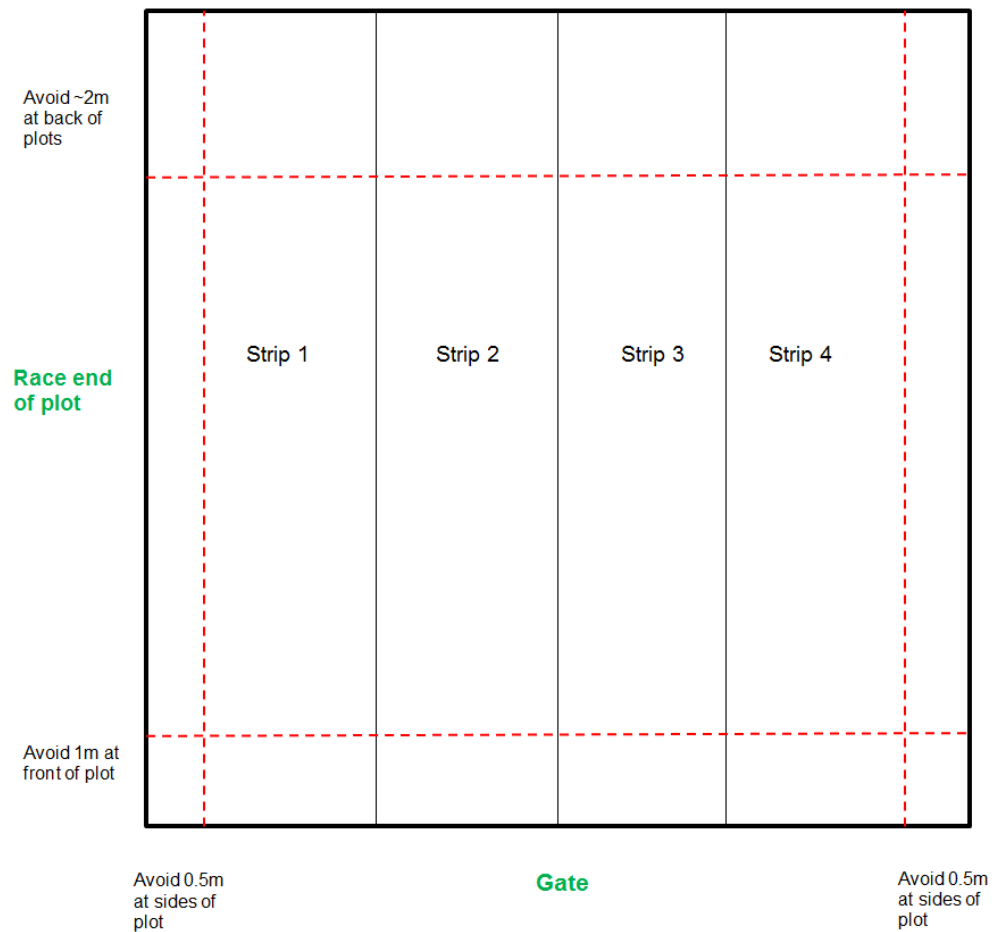 Avoid ~2m
at back of
plots
Strip 1
Strip 2
Strip 3
Strip 4
Race end
of plot
Avoid 1m at
front of plot
Avoid 0.5m
at sides of
plot
Gate
Avoid 0.5m
at sides of
plot